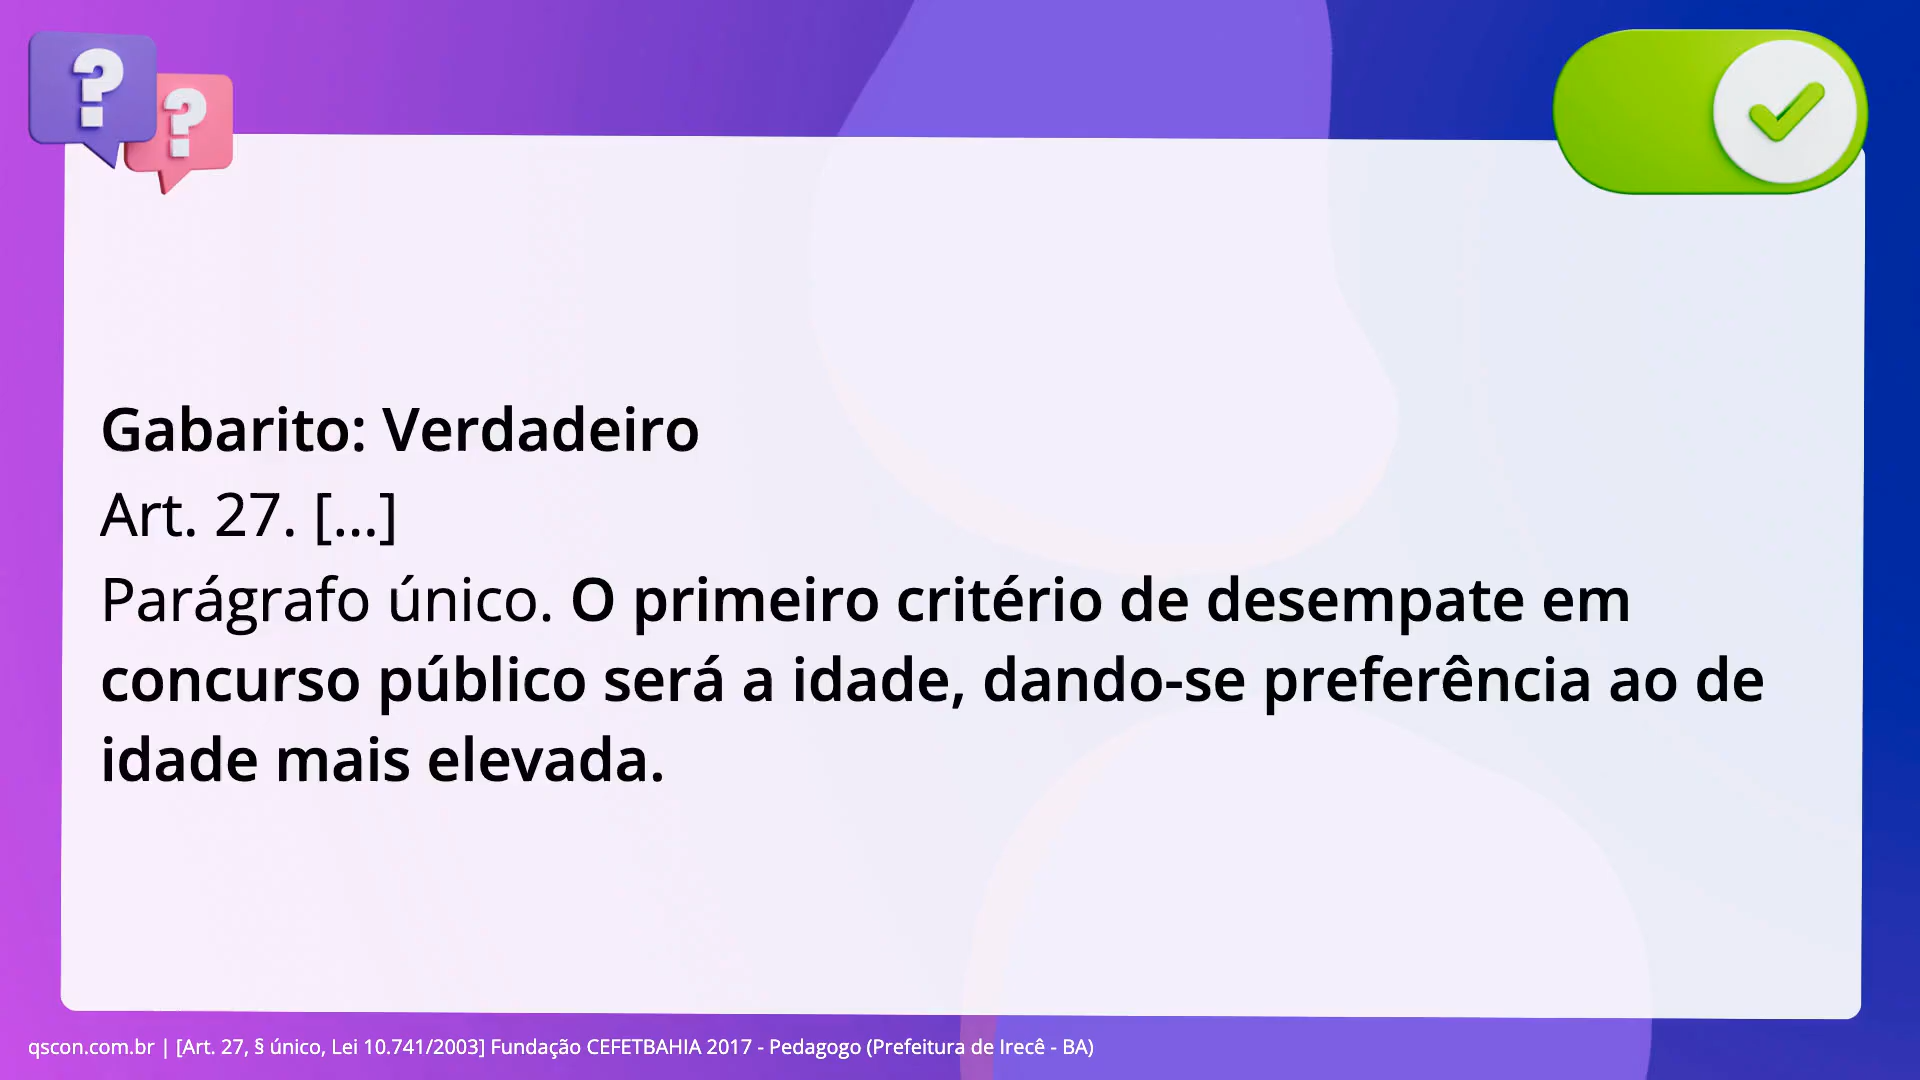 ?
?
Gabarito: Verdadeiro
Art. 27. [...]
Parágrafo único. O primeiro critério de desempate em
concurso público será a idade, dando-se preferência ao de
idade mais elevada.
qscon.com.br | [Art. 27, § único, Lei 10.741/2003] Fundação CEFETBAHIA 2017 - Pedagogo (Prefeitura de Irecê - BA)